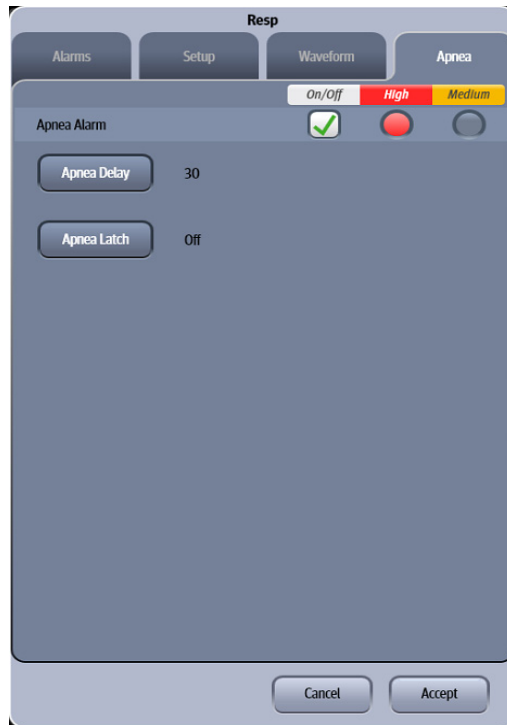 Resp
Alarms Setup Waveform Apnea
On/Off High Medium
Apnea Alarm
Apnea Delay 30
Apnea Latch Off
Cancel Accept